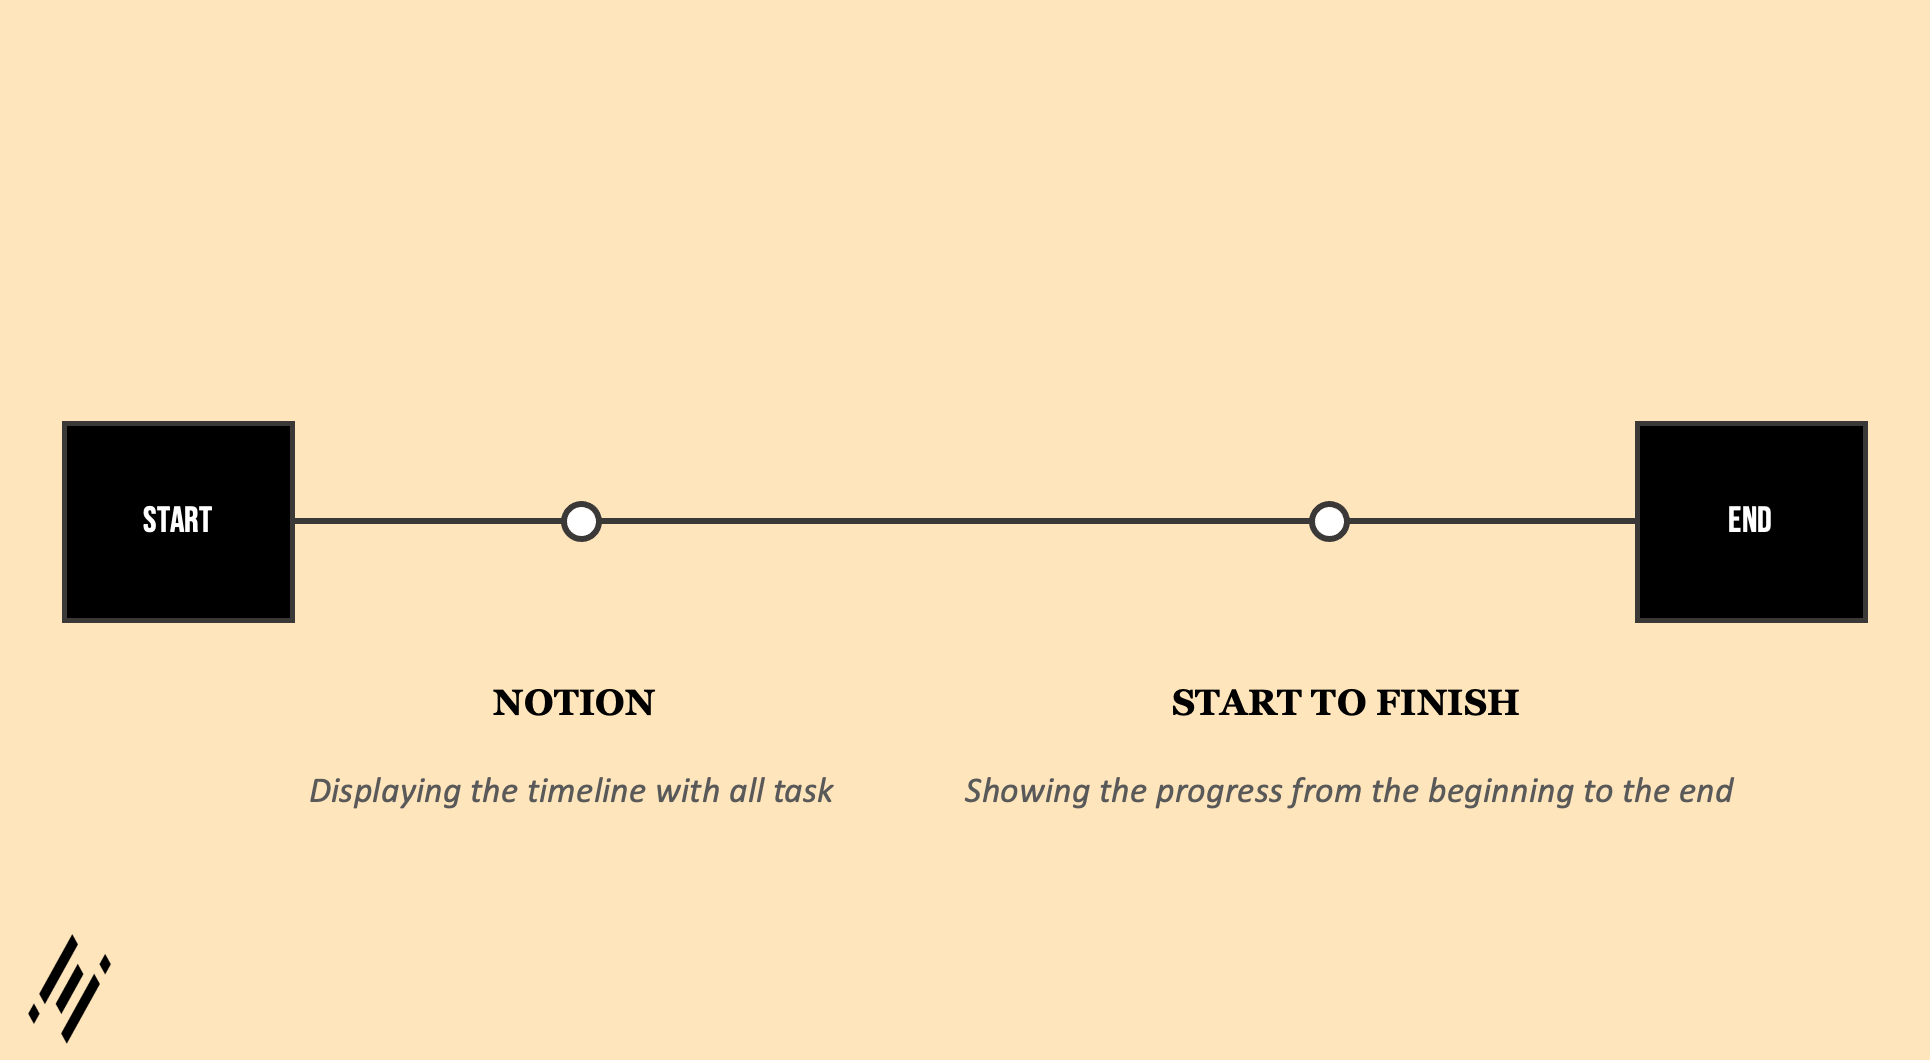 START
END
NOTION
START TO FINISH
Displaying the timeline with all task
Showing the progress from the beginning to the end